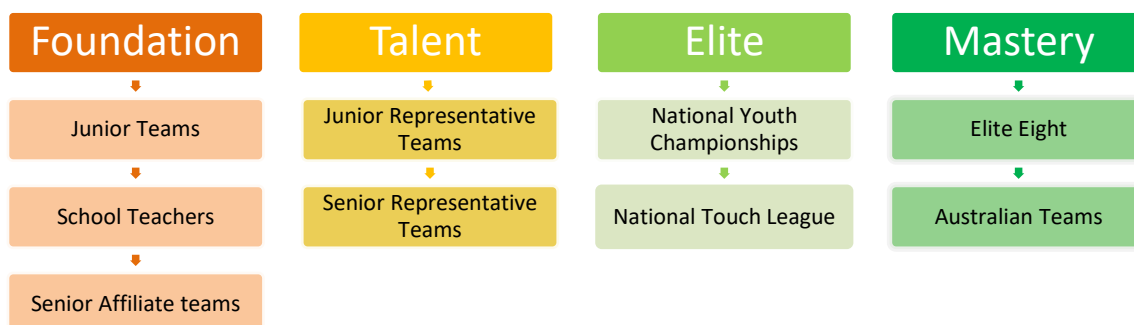 Foundation
Junior Teams
School Teachers
Senior Affiliate teams
Talent
Junior Representative
Teams
Senior Representative
Teams
Elite
National Youth
Championships
National Touch League
Mastery
Elite Eight
Australian Teams